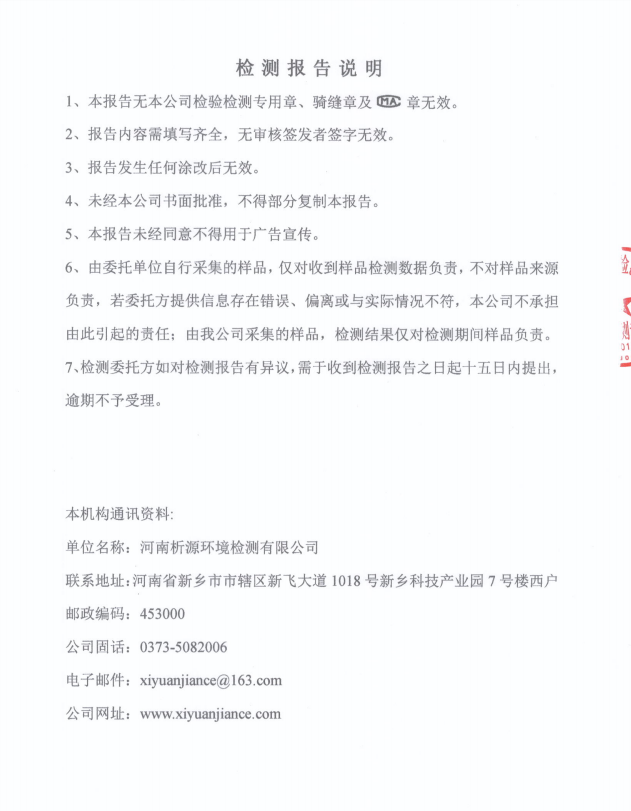 检测报告说明
1、本报告无本公司检验检测专用章、骑缝章及 MA 章无效。
2、报告内容需填写齐全，无审核签发者签字无效。
3、报告发生任何涂改后无效。
4、未经本公司书面批准，不得部分复制本报告。
5、本报告未经同意不得用于广告宣传。
6、由委托单位自行采集的样品，仅对收到样品检测数据负责，不对样品来源
负责，若委托方提供信息存在错误、偏离或与实际情况不符，本公司不承担
由此引起的责任；由我公司采集的样品，检测结果仅对检测期间样品负责。
7、检测委托方如对检测报告有异议，需于收到检测报告之日起十五日内提出，
逾期不予受理。
本机构通讯资料:
单位名称：河南析源环境检测有限公司
联系地址：河南省新乡市市辖区新飞大道 1018 号新乡科技产业园 7 号楼西户
邮政编码：453000
公司固话：0373-5082006
电子邮件：xiyuanjiance@163.com
公司网址：www.xiyuanjiance.com